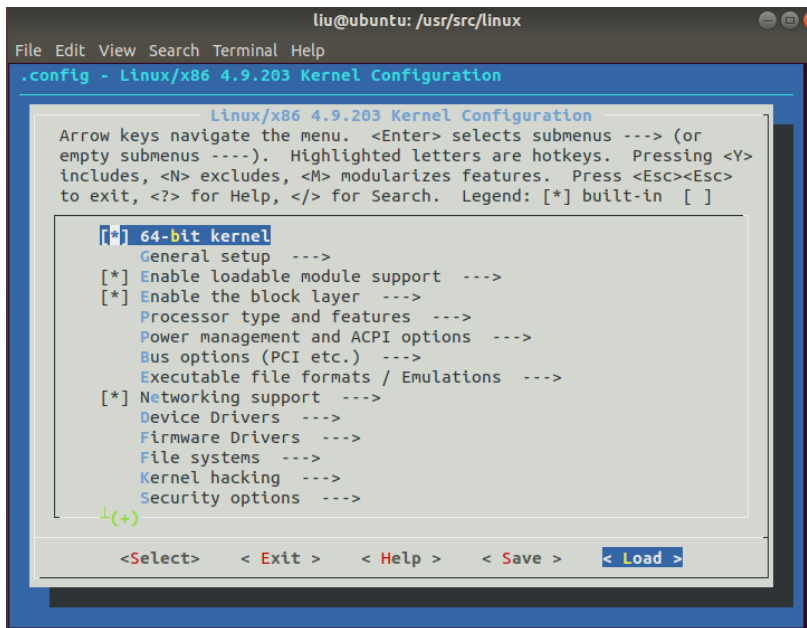 liu@ubuntu: /usr/src/linux
File Edit View Search Terminal Help
.config - Linux/x86 4.9.203 Kernel Configuration
Linux/x86 4.9.203 Kernel Configuration
Arrow keys navigate the menu. <Enter> selects submenus ---> (or
empty submenus ----). Highlighted letters are hotkeys. Pressing <Y>
includes, <N> excludes, <M> modularizes features. Press <Esc><Esc>
to exit, <?> for Help, </> for Search. Legend: [*] built-in [ ]
[*] 64-bit kernel
General setup --->
[*] Enable loadable module support --->
[*] Enable the block layer --->
Processor type and features --->
Power management and ACPI options --->
Bus options (PCI etc.) --->
Executable file formats / Emulations --->
[*] Networking support --->
Device Drivers --->
Firmware Drivers --->
File systems --->
Kernel hacking --->
Security options --->
┴(+)
<Select> < Exit > < Help > < Save > < Load >